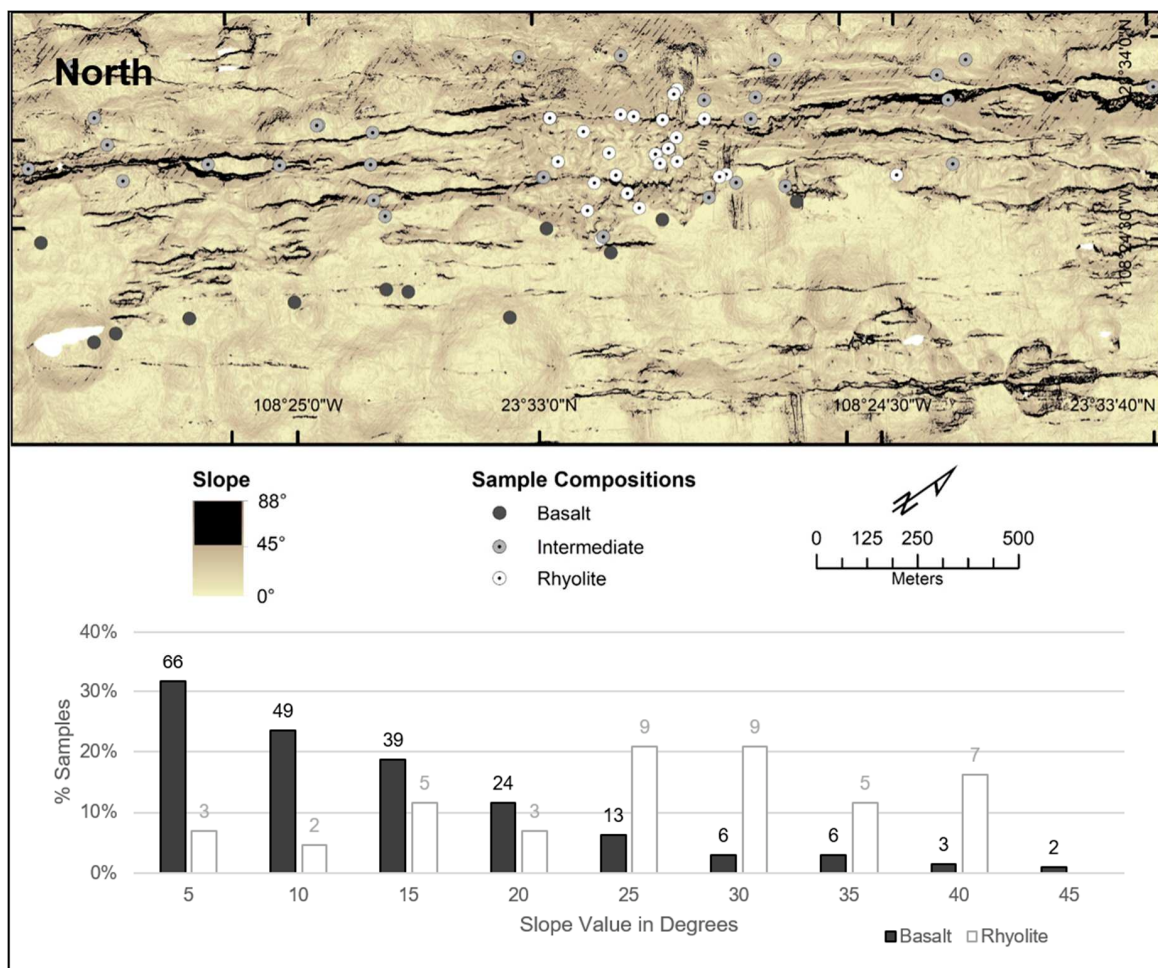 North
23°34'0"N
108°24'30"W
108°25'0"W
23°33'0"N
108°24'30"W
23°33'40"N
Slope
88°
45°
0°
Sample Compositions
Basalt
Intermediate
Rhyolite
N
0 125 250 500
Meters
40%
30%
20%
10%
0%
% Samples
66
3
49
2
39
5
24
3
13
9
6
9
6
5
3
7
2
5 10 15 20 25 30 35 40 45
Slope Value in Degrees
Basalt Rhyolite